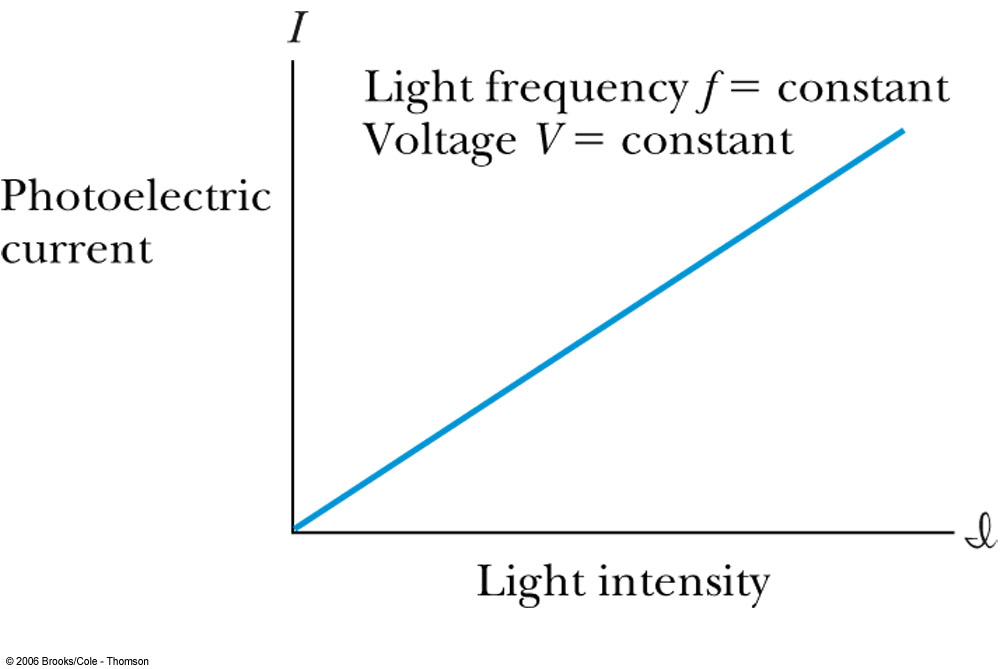 I
Light frequency f = constant
Voltage V = constant
Photoelectric
current
ℐ
Light intensity
© 2006 Brooks/Cole - Thomson